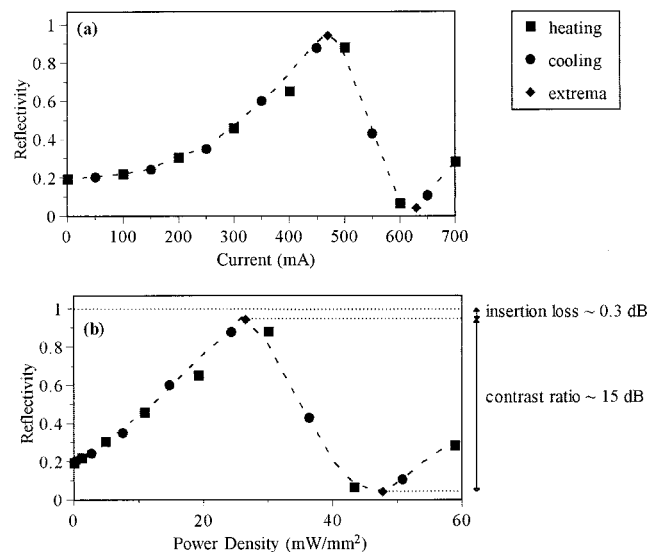 (a)
1
0.8
0.6
0.4
0.2
0
Reflectivity
0 100 200 300 400 500 600 700
Current (mA)
heating
cooling
extrema
(b)
1
0.8
0.6
0.4
0.2
0
Reflectivity
0 20 40 60
Power Density (mW/mm²)
insertion loss ~ 0.3 dB
contrast ratio ~ 15 dB